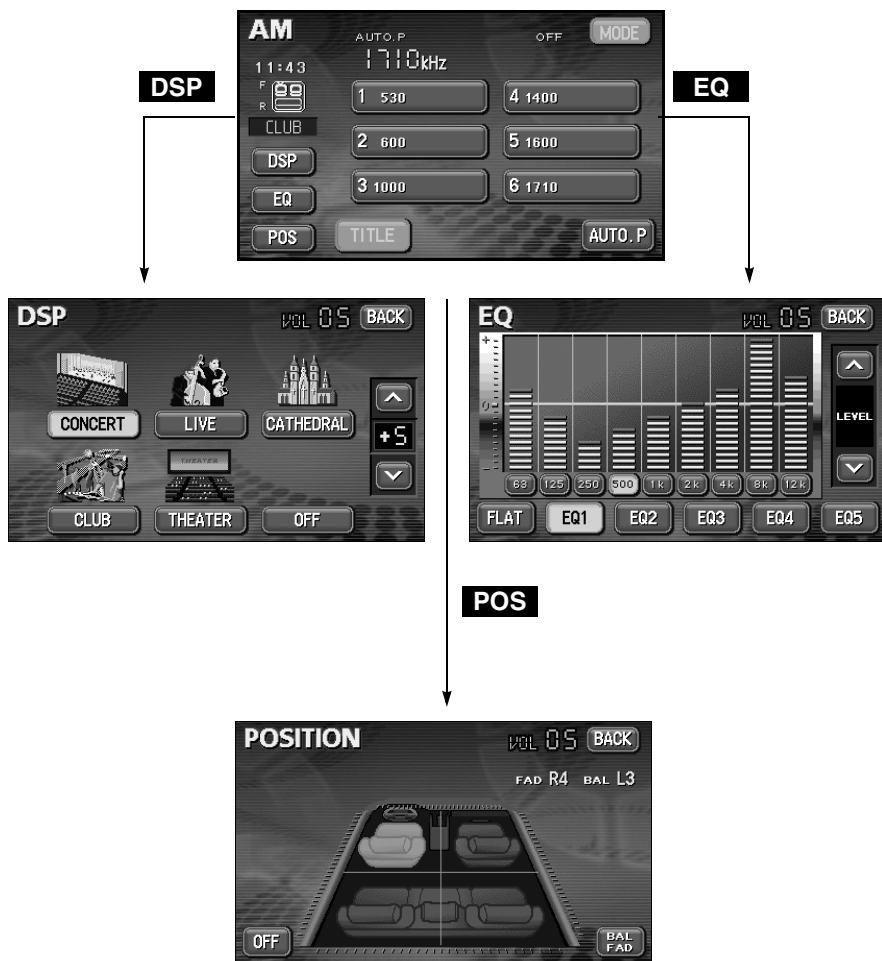 AM
AUTO.P
OFF
MODE
1710kHz
11:43
F
R
CLUB
DSP
EQ
POS
1 530
4 1400
2 600
5 1600
3 1000
6 1710
TITLE
AUTO.P
DSP
EQ
DSP
VOL 05
BACK
CONCERT
LIVE
CATHEDRAL
+5
THEATER
CLUB
THEATER
OFF
EQ
VOL 05
BACK
+
0
−
LEVEL
63 125 250 500 1k 2k 4k 8k 12k
FLAT EQ1 EQ2 EQ3 EQ4 EQ5
POS
POSITION
VOL 05
BACK
FAD R4 BAL L3
OFF
BAL
FAD